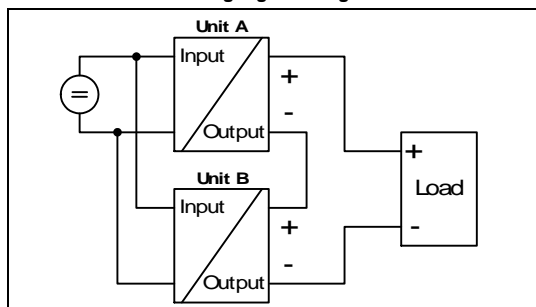 Unit A
Input
=
+
-
Output
+
Load
-
Unit B
Input
+
-
Output